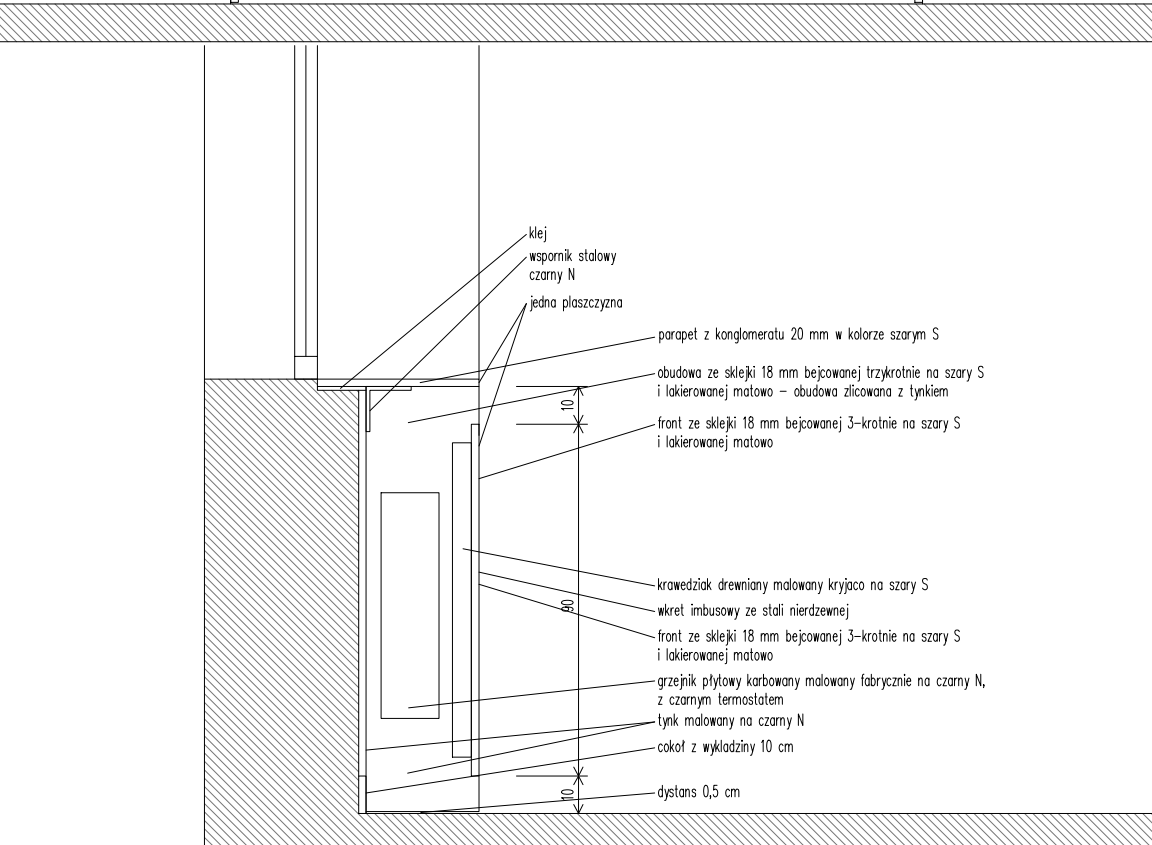 klej
wspornik stalowy
czarny N
jedna plaszczyzna
parapet z konglomeratu 20 mm w kolorze szarym S
obudowa ze sklejki 18 mm bejcowanej trzykrotnie na szary S
i lakierowanej matowo – obudowa zlicowana z tynkiem
10
front ze sklejki 18 mm bejcowanej 3–krotnie na szary S
i lakierowanej matowo
krawedziak drewniany malowany kryjaco na szary S
90
wkret imbusowy ze stali nierdzewnej
front ze sklejki 18 mm bejcowanej 3–krotnie na szary S
i lakierowanej matowo
grzejnik płytowy karbowany malowany fabrycznie na czarny N,
z czarnym termostatem
tynk malowany na czarny N
cokoł z wykladziny 10 cm
10
dystans 0,5 cm